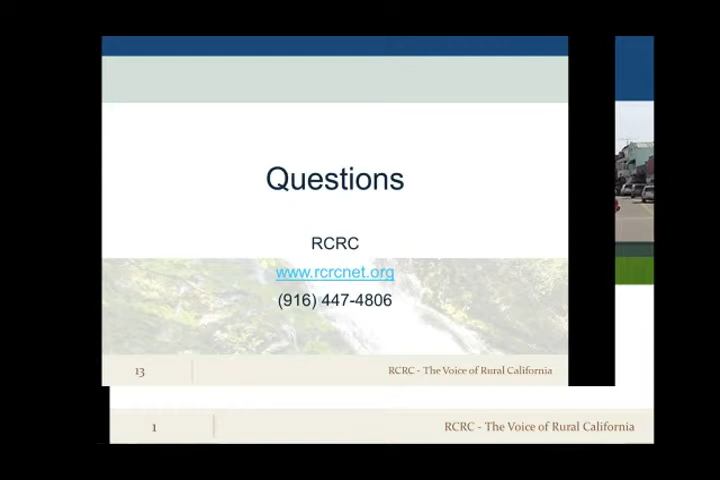 Questions
RCRC
www.rcrcnet.org
(916) 447-4806
13
RCRC - The Voice of Rural California
1
RCRC - The Voice of Rural California